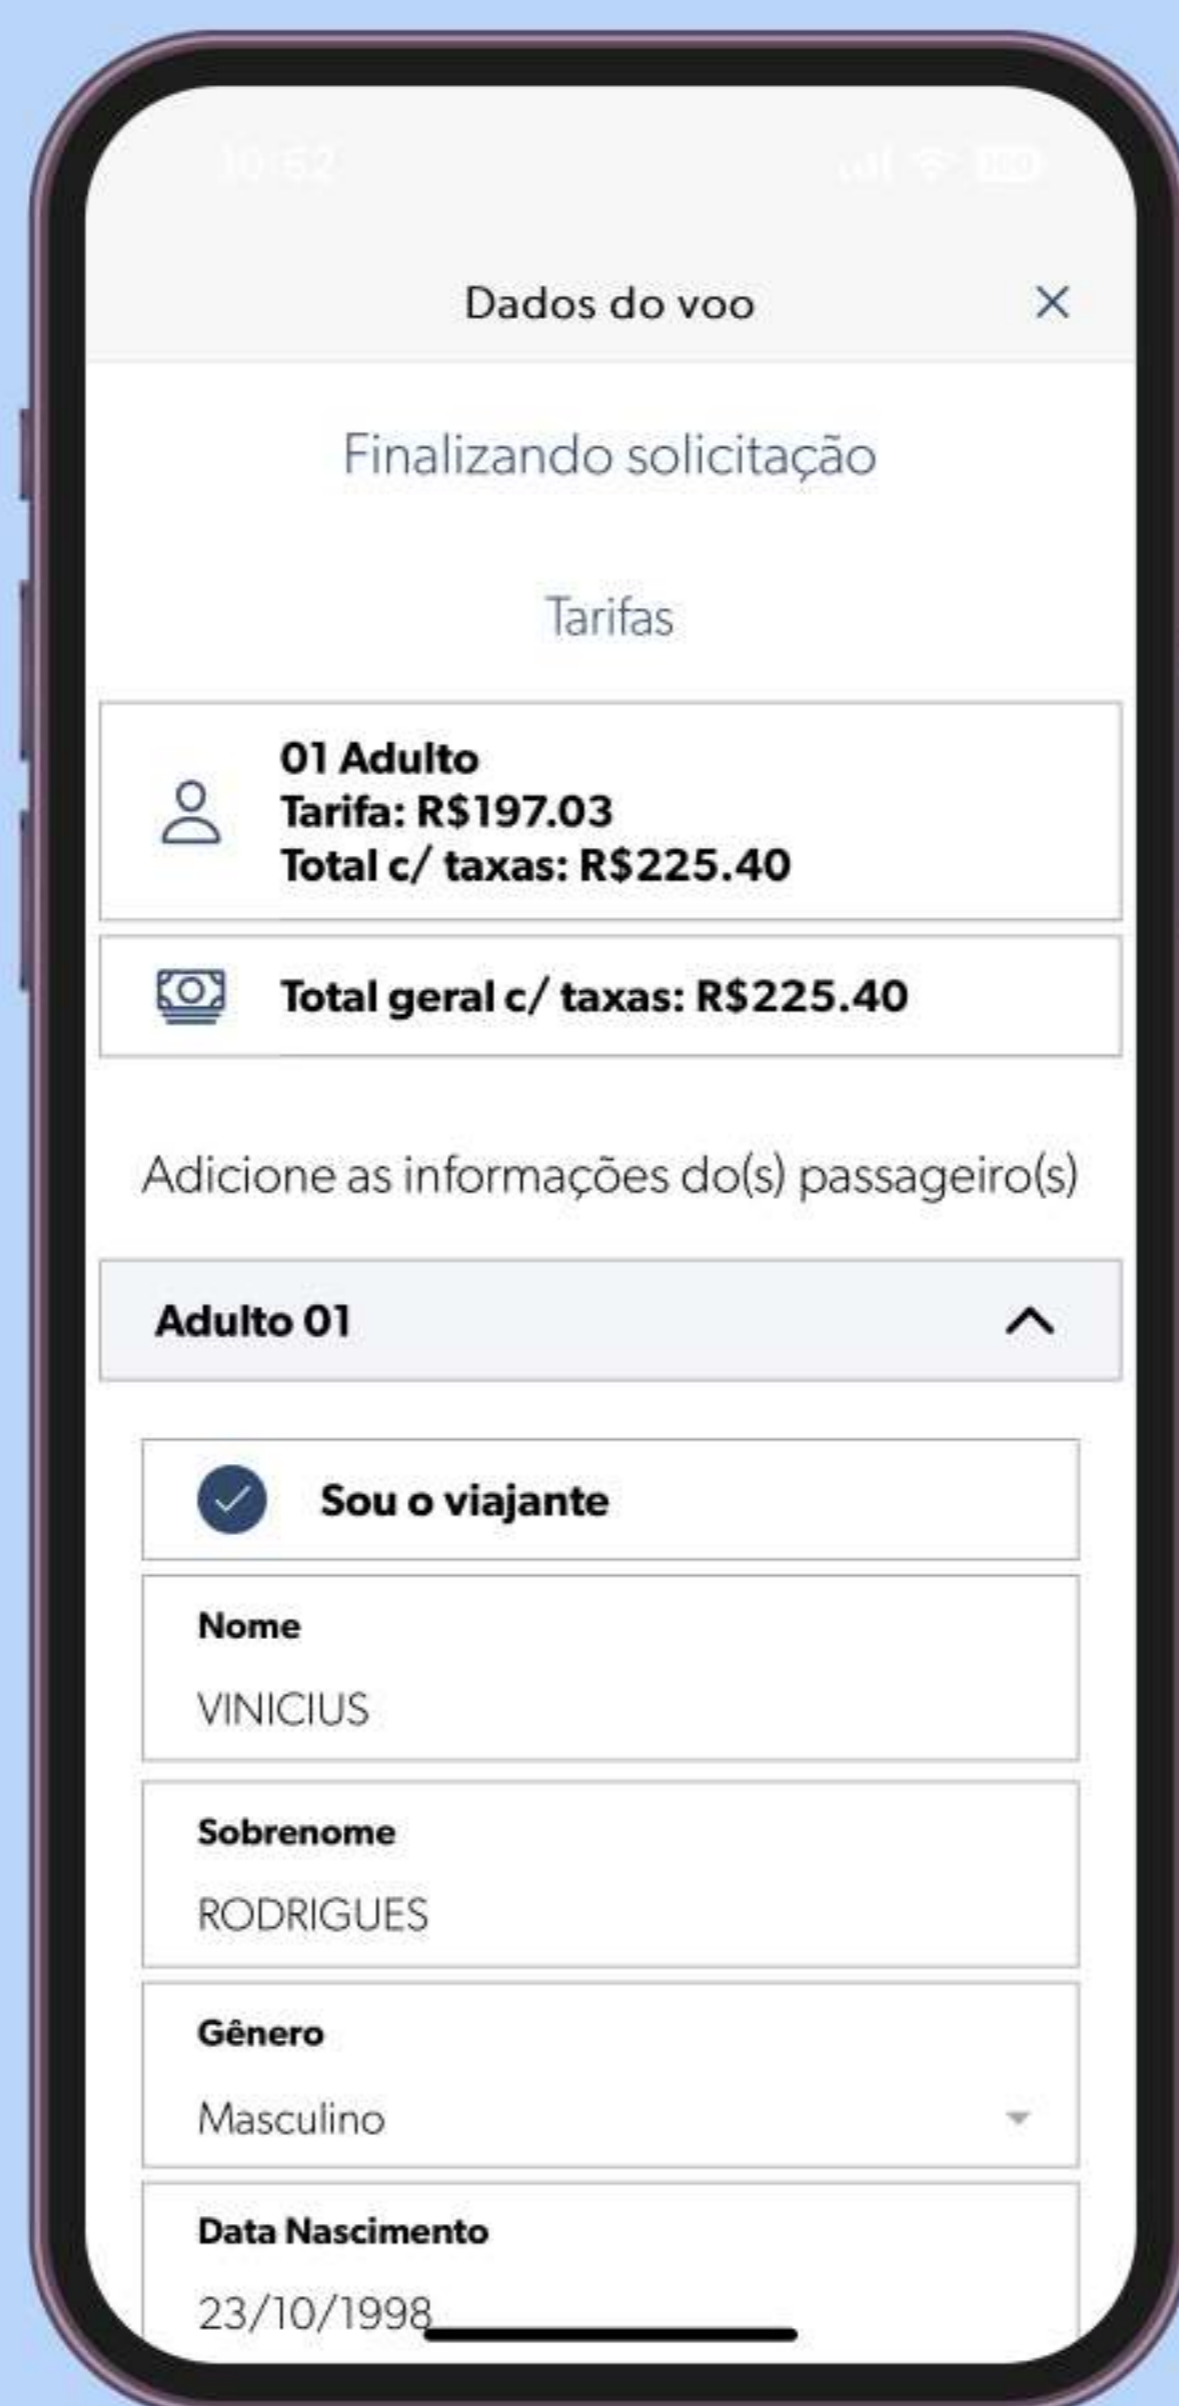 10:52
Dados do voo
Finalizando solicitação
Tarifas
01 Adulto
Tarifa: R$197.03
Total c/ taxas: R$225.40
Total geral c/ taxas: R$225.40
Adicione as informações do(s) passageiro(s)
Adulto 01
Sou o viajante
Nome
VINICIUS
Sobrenome
RODRIGUES
Gênero
Masculino
Data Nascimento
23/10/1998